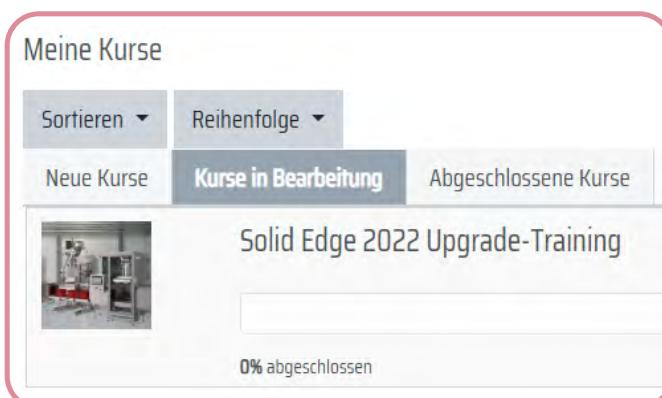 Meine Kurse
Sortieren Reihenfolge
Neue Kurse Kurse in Bearbeitung Abgeschlossene Kurse
Solid Edge 2022 Upgrade-Training
0% abgeschlossen